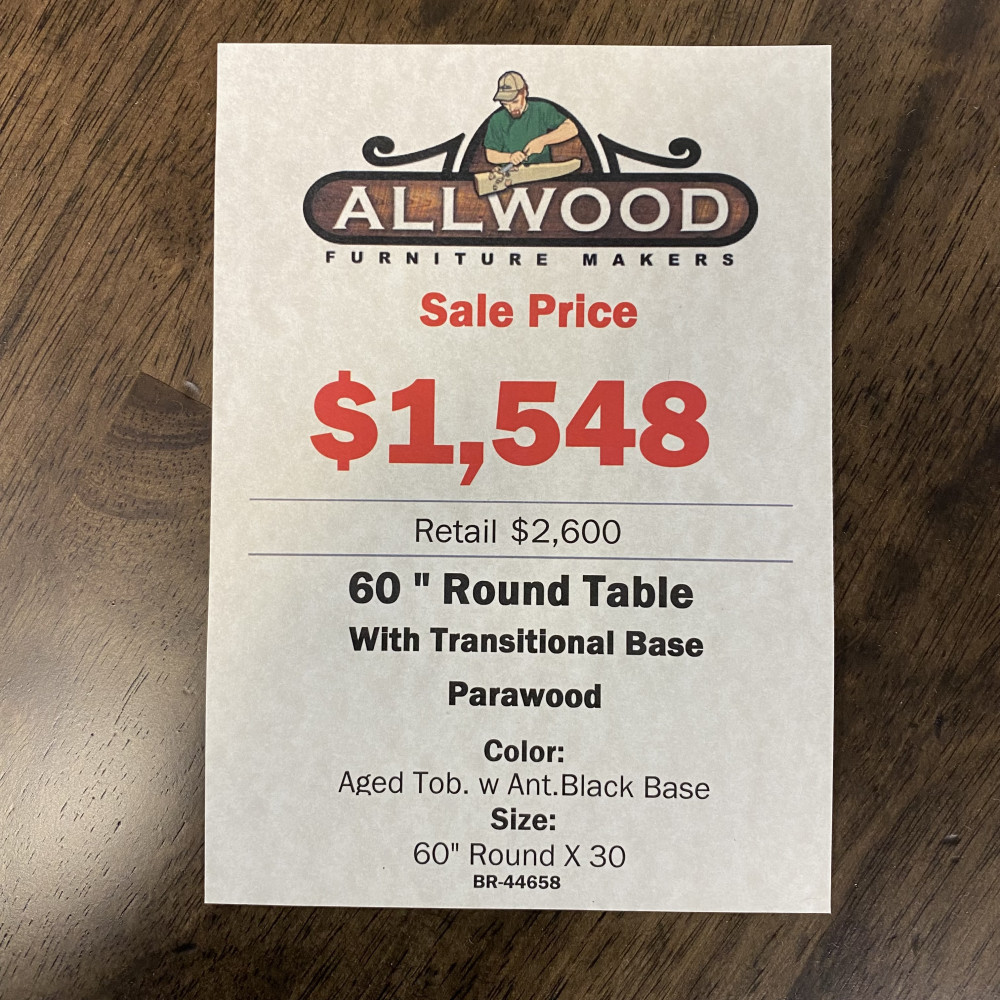 ALLWOOD
FURNITURE MAKERS
Sale Price
$1,548
Retail $2,600
60 " Round Table
With Transitional Base
Parawood
Color:
Aged Tob. w Ant.Black Base
Size:
60" Round X 30
BR-44658